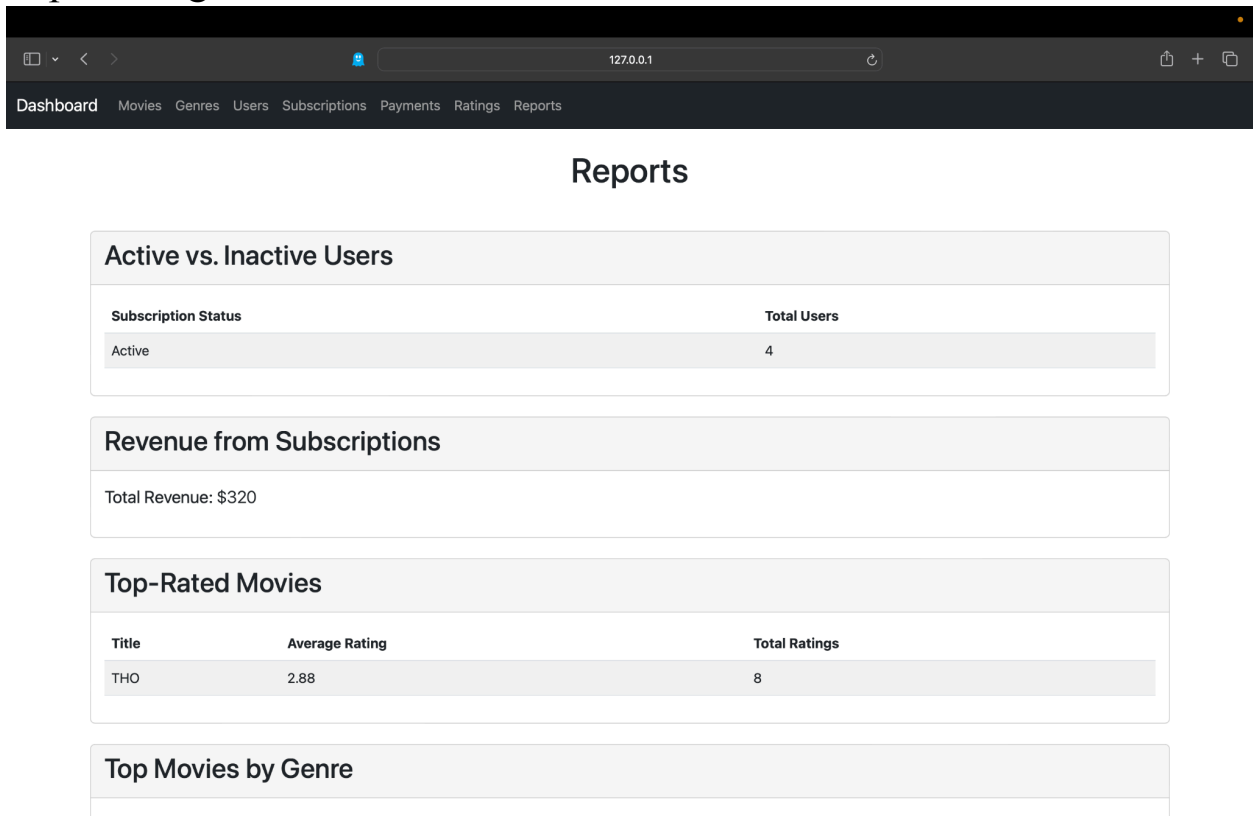 127.0.0.1
Dashboard Movies Genres Users Subscriptions Payments Ratings Reports
Reports
Active vs. Inactive Users
Subscription Status Total Users
Active 4
Revenue from Subscriptions
Total Revenue: $320
Top-Rated Movies
Title Average Rating Total Ratings
THO 2.88 8
Top Movies by Genre